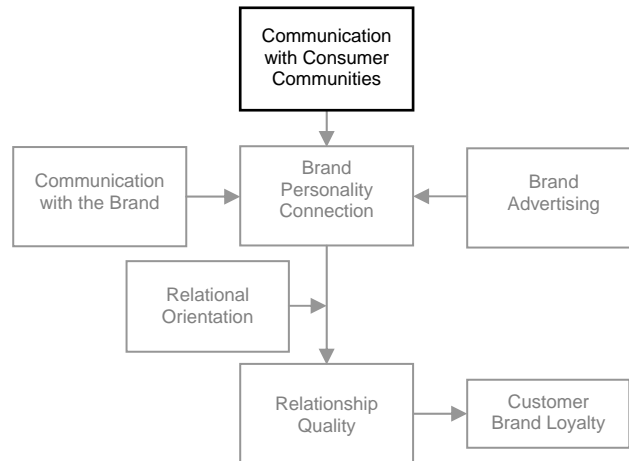 Communication
with Consumer
Communities
Communication
with the Brand
Brand
Personality
Connection
Brand
Advertising
Relational
Orientation
Relationship
Quality
Customer
Brand Loyalty